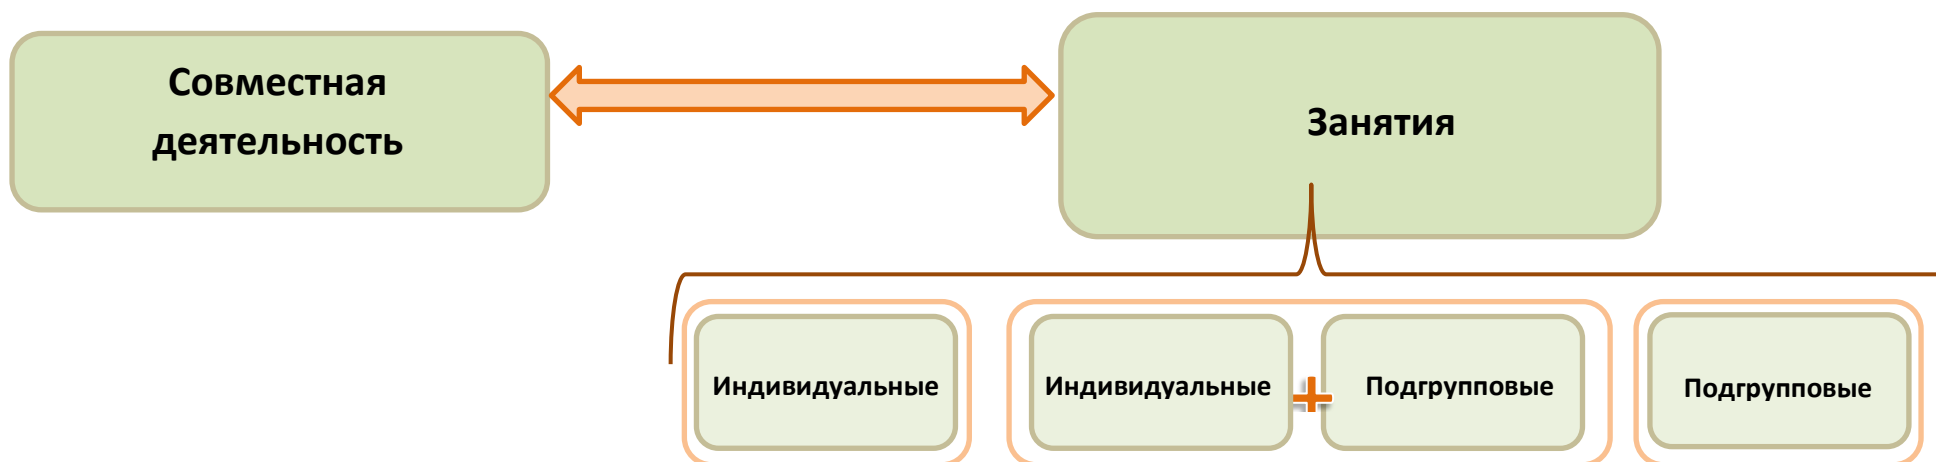 Совместная
деятельность
Занятия
Индивидуальные
Индивидуальные
+
Подгрупповые
Подгрупповые